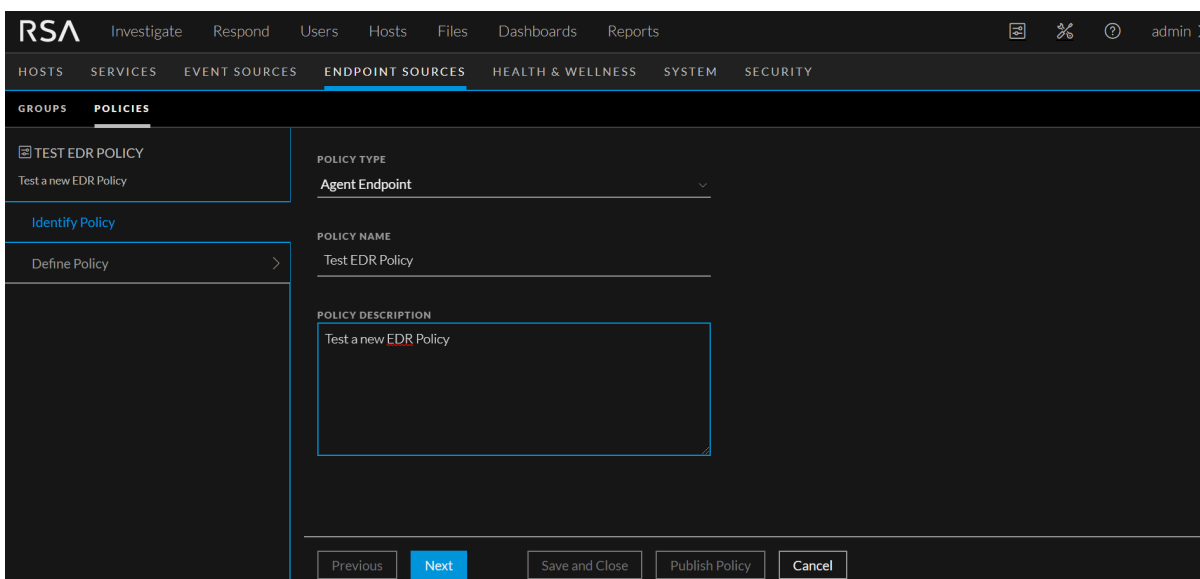 RSA Investigate Respond Users Hosts Files Dashboards Reports admin
HOSTS SERVICES EVENT SOURCES ENDPOINT SOURCES HEALTH & WELLNESS SYSTEM SECURITY
GROUPS POLICIES
TEST EDR POLICY
Test a new EDR Policy
Identify Policy
Define Policy
POLICY TYPE
Agent Endpoint
POLICY NAME
Test EDR Policy
POLICY DESCRIPTION
Test a new EDR Policy
Previous Next Save and Close Publish Policy Cancel